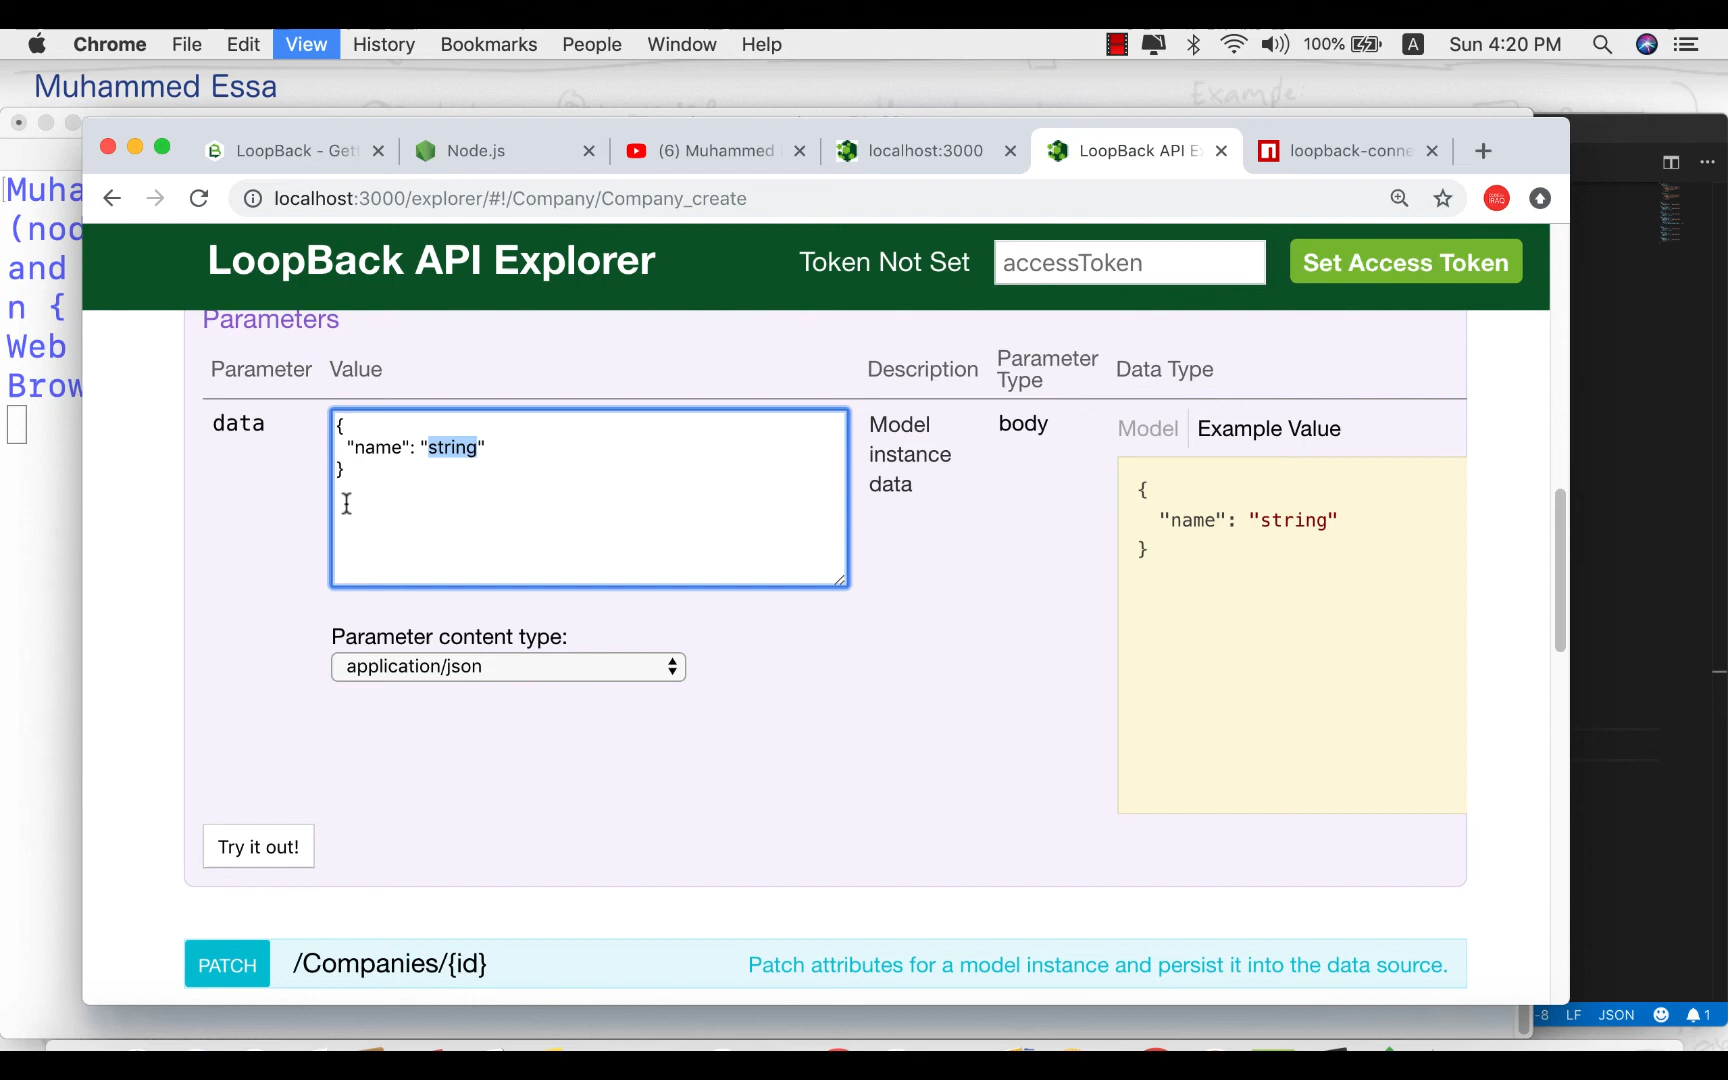 Chrome File Edit View History Bookmarks People Window Help 100% A Sun 4:20 PM
Example:
Muhammed Essa
LoopBack - Get Node.js (6) Muhammed localhost:3000 LoopBack API E loopback-conne
localhost:3000/explorer/#!/Company/Company_create
Muha
(nod
and
n {
Web
Brow
LoopBack API Explorer Token Not Set accessToken Set Access Token
Parameters
Parameter Value Description Parameter Type Data Type
data
{
"name": "string"
}
Model instance data
body
Model Example Value
{
"name": "string"
}
Parameter content type:
application/json
Try it out!
PATCH /Companies/{id} Patch attributes for a model instance and persist it into the data source.
-8 LF JSON 1